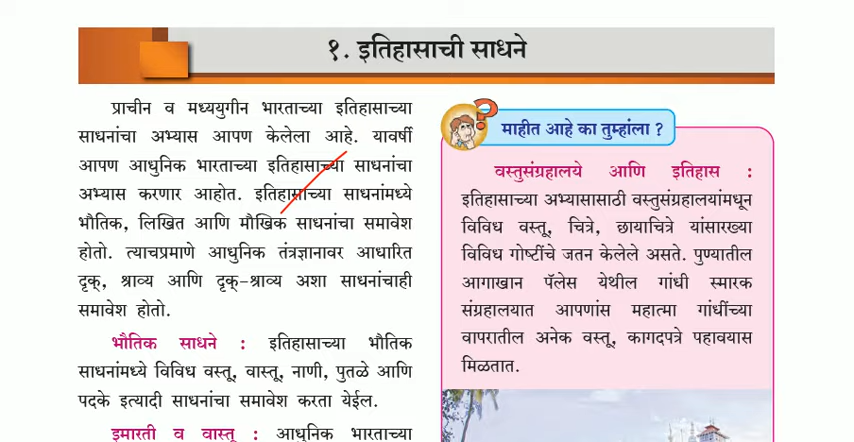 १. इतिहासाची साधने
प्राचीन व मध्ययुगीन भारताच्या इतिहासाच्या
साधनांचा अभ्यास आपण केलेला आहे. यावर्षी
आपण आधुनिक भारताच्या इतिहासाच्या साधनांचा
अभ्यास करणार आहोत. इतिहासाच्या साधनांमध्ये
भौतिक, लिखित आणि मौखिक साधनांचा समावेश
होतो. त्याचप्रमाणे आधुनिक तंत्रज्ञानावर आधारित
दृक्, श्राव्य आणि दृक्-श्राव्य अशा साधनांचाही
समावेश होतो.
भौतिक साधने : इतिहासाच्या भौतिक
साधनांमध्ये विविध वस्तू, वास्तू, नाणी, पुतळे आणि
पदके इत्यादी साधनांचा समावेश करता येईल.
इमारती व वास्तू : आधुनिक भारताच्या
?
माहीत आहे का तुम्हांला ?
वस्तुसंग्रहालये आणि इतिहास :
इतिहासाच्या अभ्यासासाठी वस्तुसंग्रहालयांमधून
विविध वस्तू, चित्रे, छायाचित्रे यांसारख्या
विविध गोष्टींचे जतन केलेले असते. पुण्यातील
आगाखान पॅलेस येथील गांधी स्मारक
संग्रहालयात आपणांस महात्मा गांधींच्या
वापरातील अनेक वस्तू, कागदपत्रे पहावयास
मिळतात.